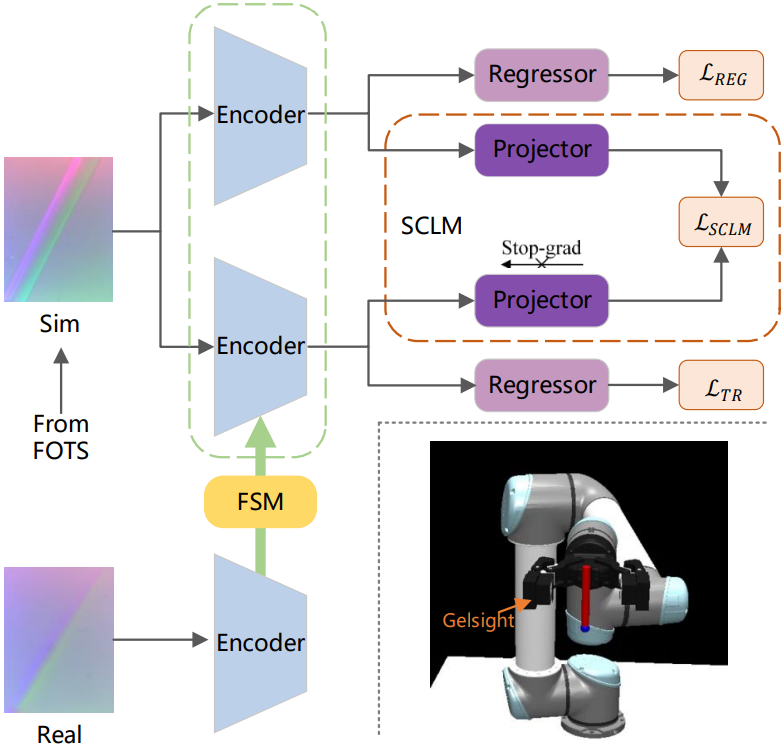 Encoder
Regressor
ℒREG
Projector
SCLM
ℒSCLM
Stop-grad
Sim
Encoder
Projector
From
FOTS
Regressor
ℒTR
FSM
Gelsight
Encoder
Real